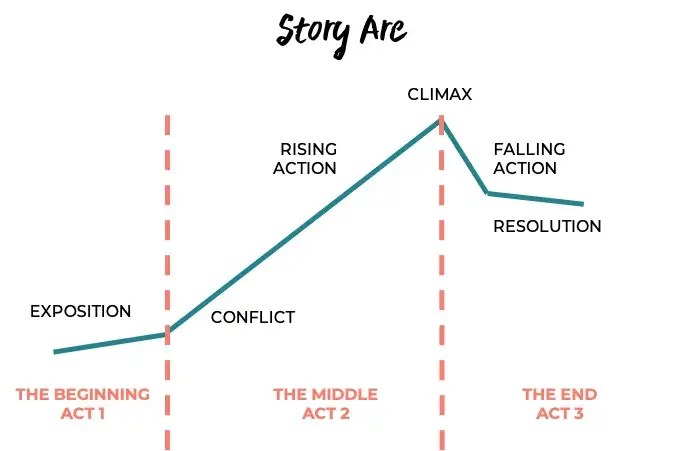 Story Arc
CLIMAX
RISING
ACTION
FALLING
ACTION
RESOLUTION
EXPOSITION
CONFLICT
THE BEGINNING
ACT 1
THE MIDDLE
ACT 2
THE END
ACT 3